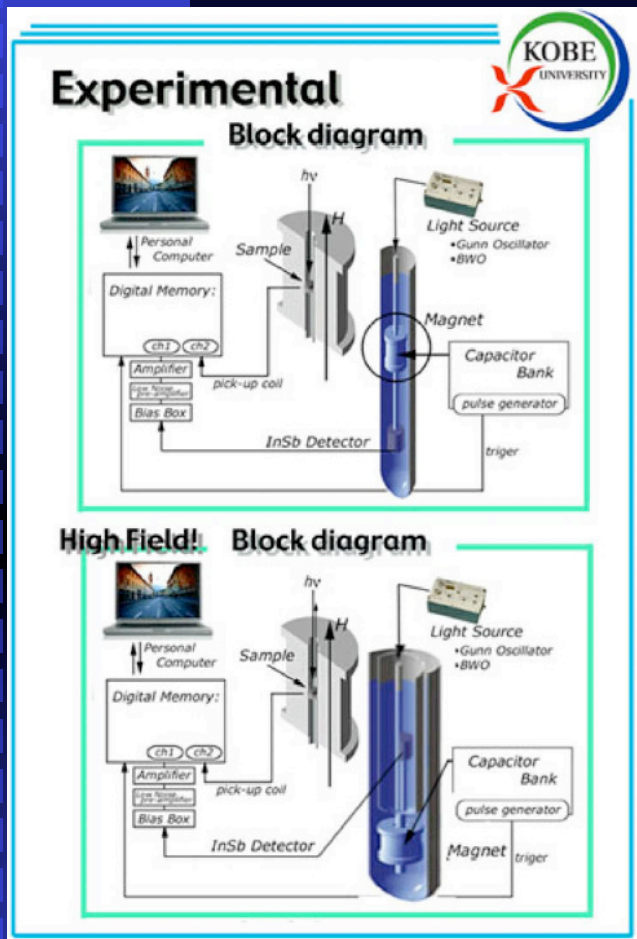 KOBE
UNIVERSITY
Experimental
Block diagram
hν
H
Light Source
•Gunn Oscillator
•BWO
Personal
Computer
Sample
Digital Memory:
Magnet
ch1 ch2
Capacitor
Bank
Amplifier
pick-up coil
Low Noise
pre-amplifier
pulse generator
Bias Box
InSb Detector
triger
High Field! Block diagram
hν
H
Light Source
•Gunn Oscillator
•BWO
Personal
Computer
Sample
Digital Memory:
ch1 ch2
Capacitor
Bank
Amplifier
pick-up coil
Low Noise
pre-amplifier
pulse generator
Bias Box
InSb Detector
Magnet
triger